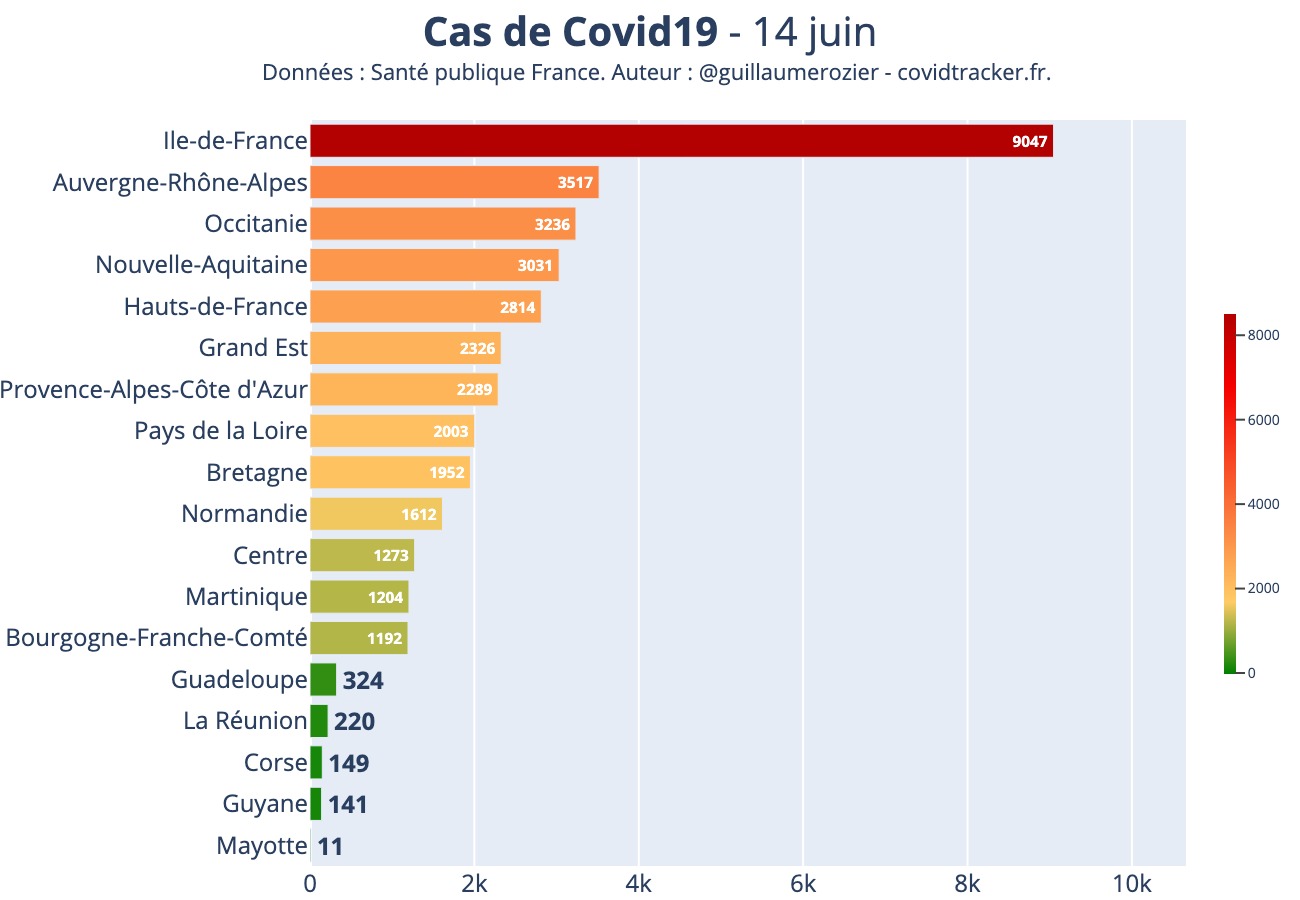 Cas de Covid19 - 14 juin
Données : Santé publique France. Auteur : @guillaumerozier - covidtracker.fr.
Ile-de-France 9047
Auvergne-Rhône-Alpes 3517
Occitanie 3236
Nouvelle-Aquitaine 3031
Hauts-de-France 2814
Grand Est 2326
Provence-Alpes-Côte d'Azur 2289
Pays de la Loire 2003
Bretagne 1952
Normandie 1612
Centre 1273
Martinique 1204
Bourgogne-Franche-Comté 1192
Guadeloupe 324
La Réunion 220
Corse 149
Guyane 141
Mayotte 11
0 2k 4k 6k 8k 10k
8000
6000
4000
2000
0